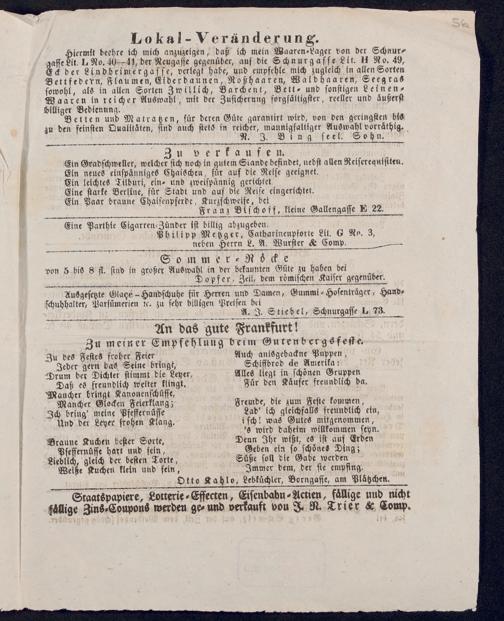 56
Lokal-Veränderung.
Hiermit beehre ich mich anzuzeigen, daß ich mein Waaren-Lager von der Schnur-
gasse Lit. L No. 40–41, der Neugasse gegenüber, auf die Schnurgasse Lit. H No. 49,
Eck der Lindheimergasse, verlegt habe, und empfehle mich zugleich in allen Sorten
Bettfedern, Flaumen, Eiderdaunen, Roßhaaren, Waldhaaren, Seegras
sowohl, als in allen Sorten Zwillich, Barchent, Bett- und sonstigen Leinen-
Waaren in reicher Auswahl, mit der Zusicherung sorgfältigster, reeller und äußerst
billiger Bedienung.
Betten und Matratzen, für deren Güte garantirt wird, von den geringsten bis
zu den feinsten Qualitäten, sind auch stets in reicher, mannigfaltiger Auswahl vorräthig.
R. J. Bing seel. Sohn.
Zu verkaufen.
Ein Gradschweller, welcher sich noch in gutem Stande befindet, nebst allen Reiserequisiten.
Ein neues einspänniges Chaischen, für auf die Reise geeignet.
Ein leichtes Tilburi, ein- und zweispännig gerichtet.
Eine starke Berline, für Stadt und auf die Reise eingerichtet.
Ein Paar braune Chaisenpferde, Kurzschweife, bei
Franz Bischoff, kleine Gallengasse E 22.
Eine Parthie Cigarren-Zünder ist billig abzugeben.
Philipp Metzger, Catharinenpforte Lit. G No. 3,
neben Herrn L. A. Wurster & Comp.
Sommer-Röcke
von 5 bis 8 fl. sind in großer Auswahl in der bekannten Güte zu haben bei
Dopfer, Zeil, dem römischen Kaiser gegenüber.
Ausgesetzte Glaçe-Handschuhe für Herren und Damen, Gummi-Hosenträger, Hand-
schuhhalter, Parfümerien ꝛc. zu sehr billigen Preisen bei
A. J. Stiebel, Schnurgasse L. 73.
An das gute Frankfurt!
Zu meiner Empfehlung beim Gutenbergsfeste.
Zu des Festes froher Feier
Jeder gern das Seine bringt,
Drum der Dichter stimmt die Leyer,
Daß es freundlich weiter klingt.
Mancher bringt Kanonenschüsse,
Mancher Glocken Feierklang;
Ich bring' meine Pfeffernüsse
Und der Leyer frohen Klang.
Braune Kuchen bester Sorte,
Pfeffernüsse hart und fein,
Lieblich, gleich der besten Torte,
Weiße Kuchen klein und fein,
Auch ausgebackne Puppen,
Schiffbrod de Amerika;
Alles liegt in schönen Gruppen
Für den Käufer freundlich da.
Fremde, die zum Feste kommen,
Lad' ich gleichfalls freundlich ein,
i sch! was Gutes mitgenommen,
's wird daheim willkommen seyn.
Denn Ihr wißt, es ist auf Erden
Geben ein so schönes Ding;
Süße soll die Gabe werden
Immer dem, der sie empfing.
Otto Kahlo, Lebküchler, Borngasse, am Plätzchen.
Staatspapiere, Lotterie-Effecten, Eisenbahn-Actien, fällige und nicht
fällige Zins-Coupons werden ge- und verkauft von J. N. Trier & Comp.